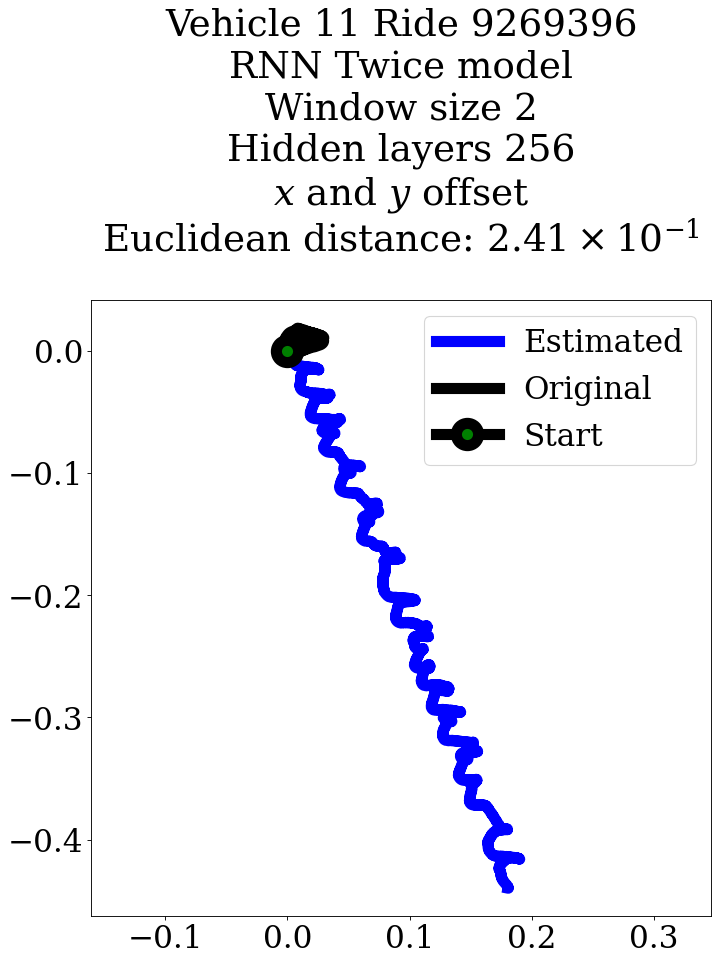 Vehicle 11 Ride 9269396
RNN Twice model
Window size 2
Hidden layers 256
x and y offset
Euclidean distance: 2.41 × 10⁻¹
Estimated
Original
Start
0.0
−0.1
−0.2
−0.3
−0.4
−0.1 0.0 0.1 0.2 0.3